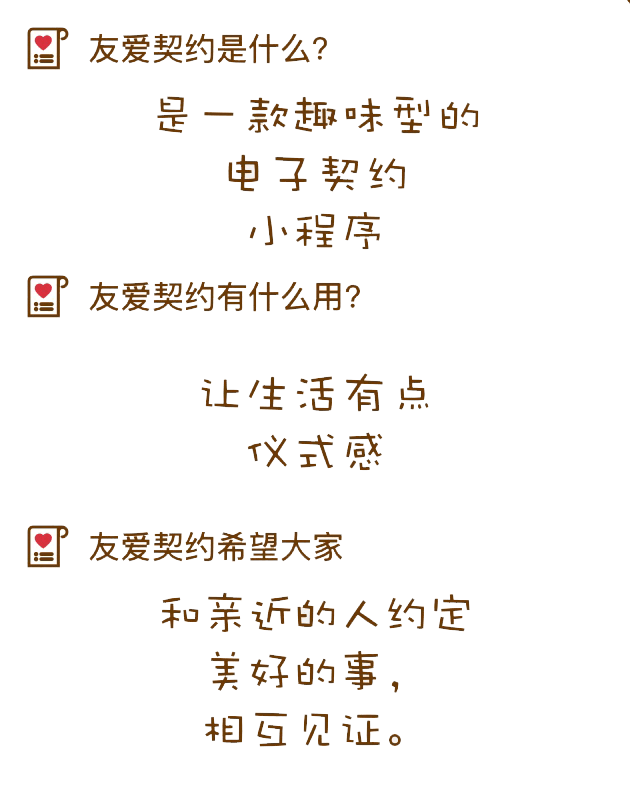 友爱契约是什么?
是一款趣味型的
电子契约
小程序
友爱契约有什么用?
让生活有点
仪式感
友爱契约希望大家
和亲近的人约定
美好的事,
相互见证。